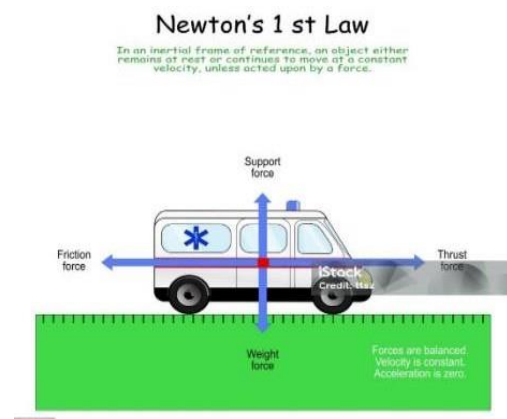 Newton's 1 st Law
In an inertial frame of reference, an object either
remains at rest or continues to move at a constant
velocity, unless acted upon by a force.
Support
force
Friction
force
Thrust
force
iStock
Credit:
Weight
force
Forces are balanced.
Velocity is constant.
Acceleration is zero.